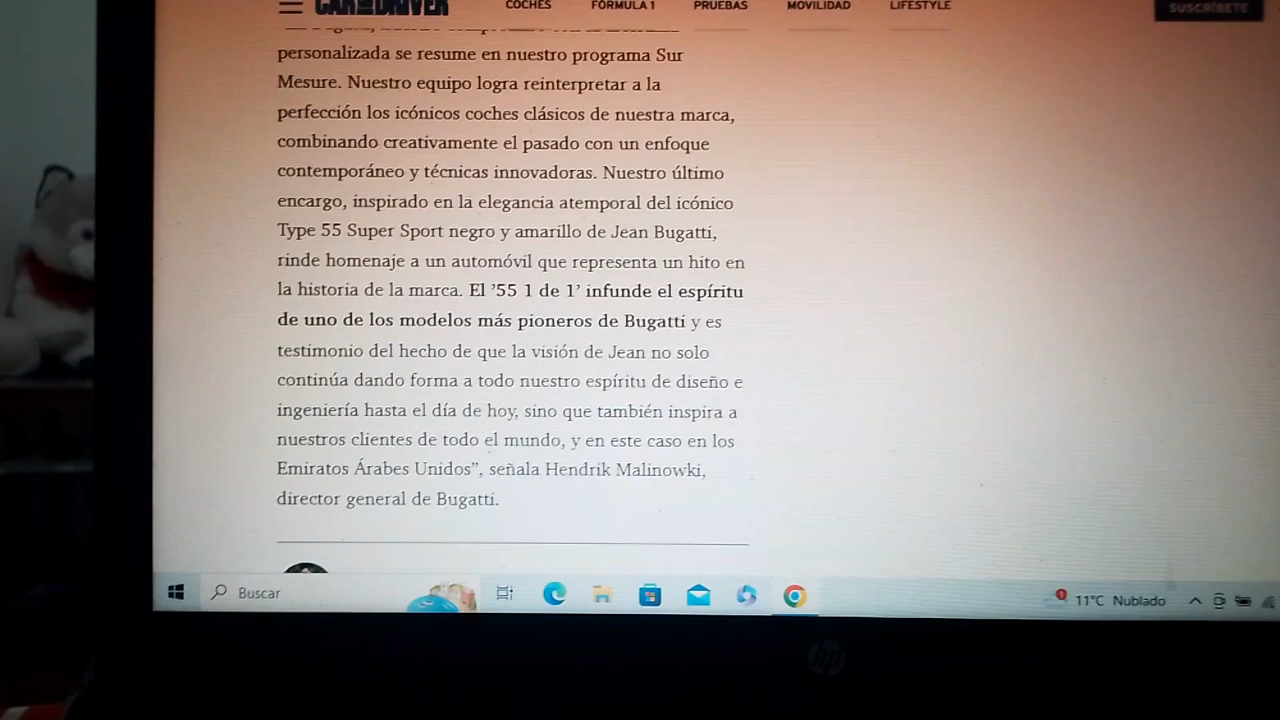 CAR AND DRIVER COCHES FÓRMULA 1 PRUEBAS MOVILIDAD LIFESTYLE SUSCRÍBETE
personalizada se resume en nuestro programa Sur
Mesure. Nuestro equipo logra reinterpretar a la
perfección los icónicos coches clásicos de nuestra marca,
combinando creativamente el pasado con un enfoque
contemporáneo y técnicas innovadoras. Nuestro último
encargo, inspirado en la elegancia atemporal del icónico
Type 55 Super Sport negro y amarillo de Jean Bugatti,
rinde homenaje a un automóvil que representa un hito en
la historia de la marca. El ’55 1 de 1’ infunde el espíritu
de uno de los modelos más pioneros de Bugatti y es
testimonio del hecho de que la visión de Jean no solo
continúa dando forma a todo nuestro espíritu de diseño e
ingeniería hasta el día de hoy, sino que también inspira a
nuestros clientes de todo el mundo, y en este caso en los
Emiratos Árabes Unidos”, señala Hendrik Malinowki,
director general de Bugatti.
Buscar 1 11°C Nublado
hp